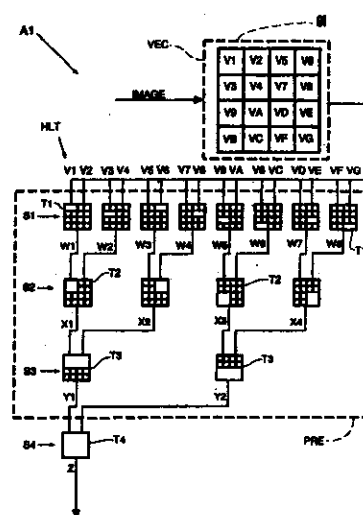 A1
VEC
V1 V2 V5 V6
V3 V4 V7 V8
V9 VA VD VE
VB VC VF VG
IMAGE
HLT
V1 V2 V3 V4 V5 V6 V7 V8 V9 VA VB VC VD VE VF VG
T1
S1
W1 W2 W3 W4 W5 W6 W7 W8
S2
T2
T2
X1 X2 X3 X4
S3
T3
T3
Y1 Y2
S4
T4
PRE
Z